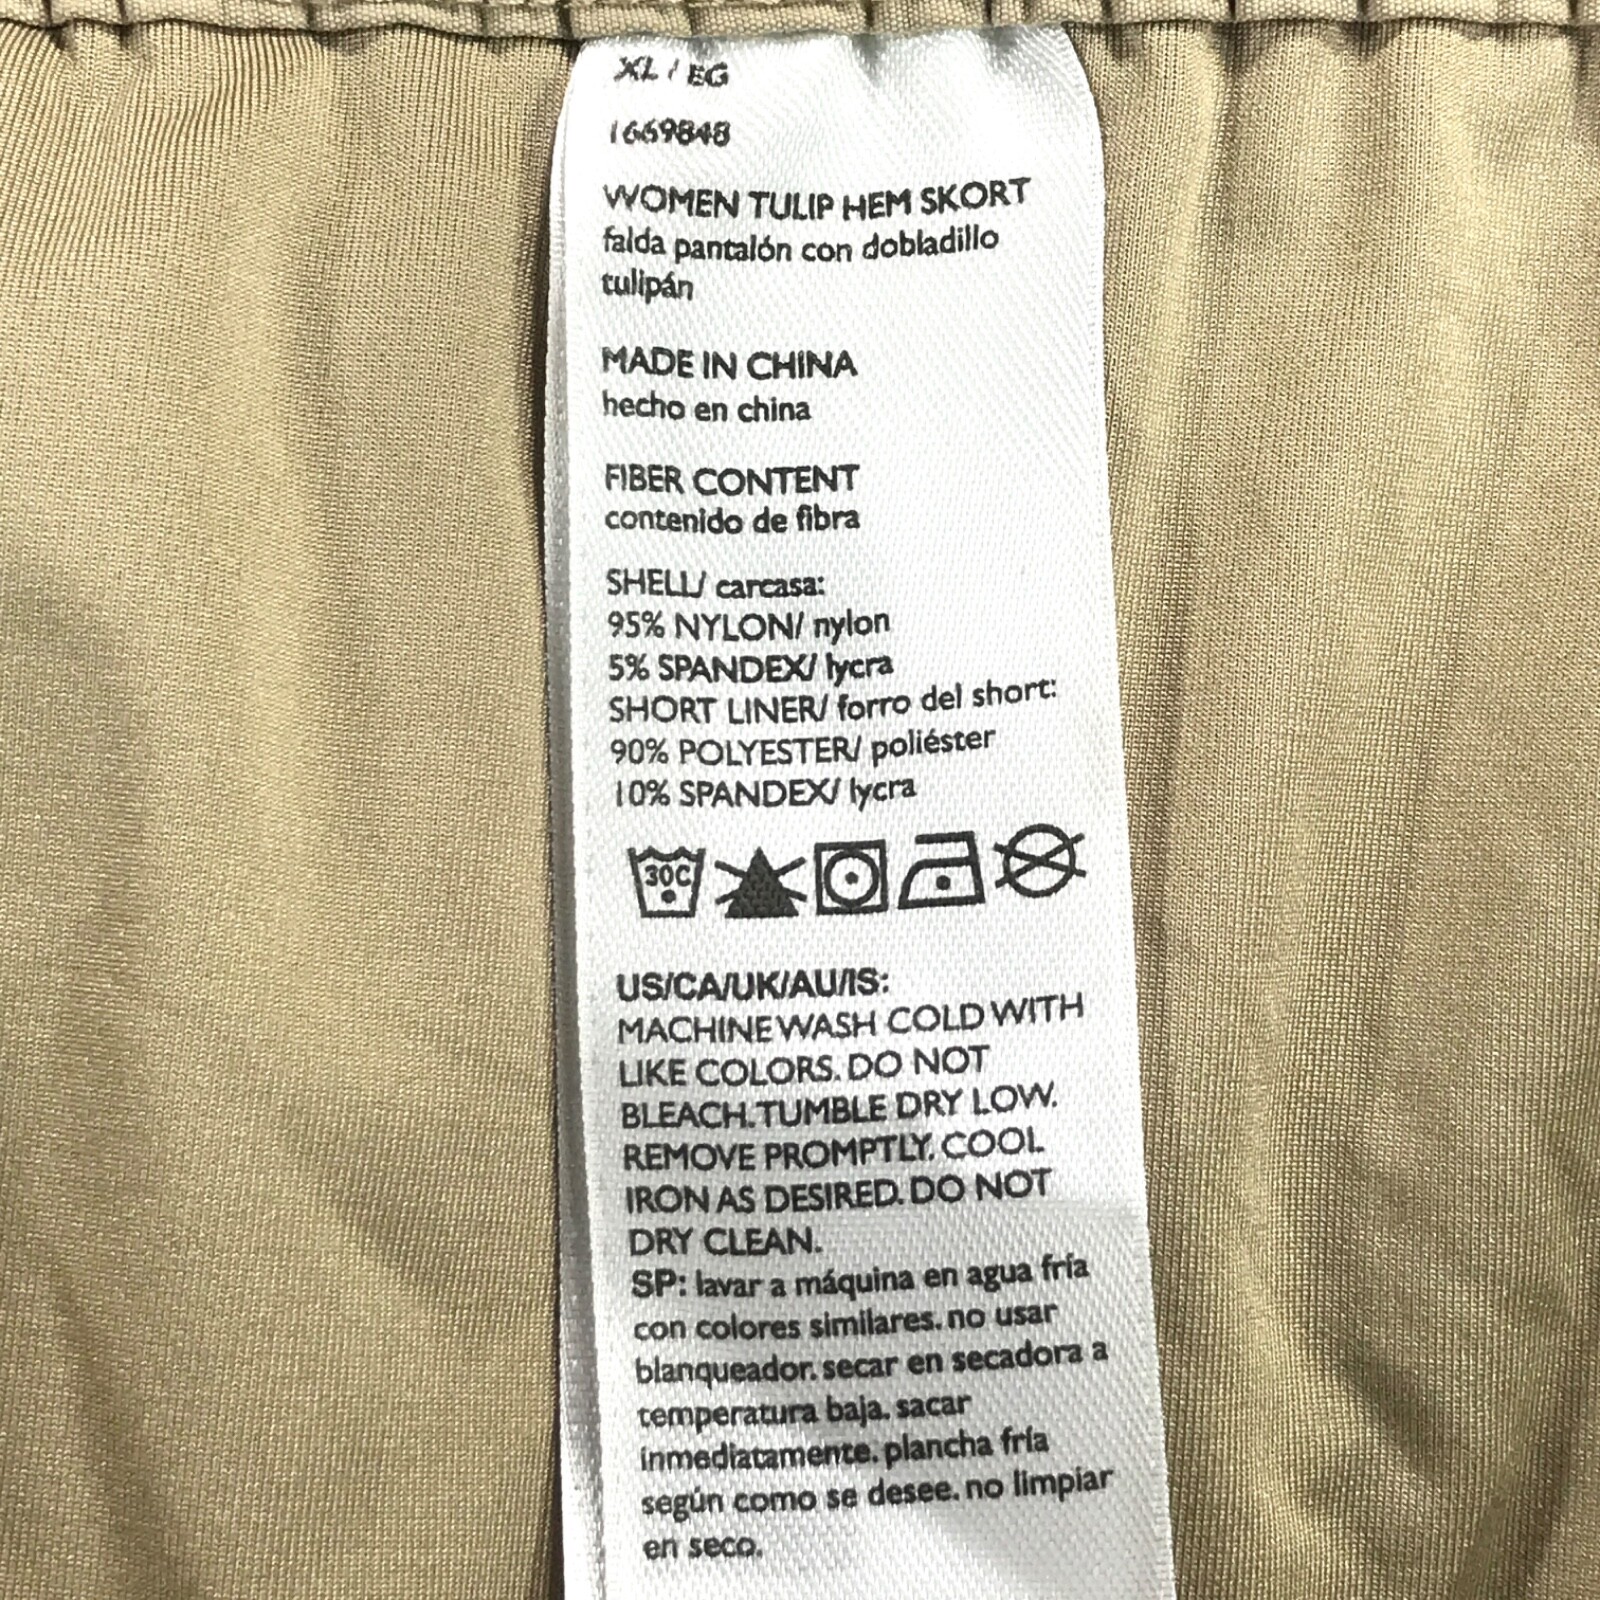 XL / EG
1669848
WOMEN TULIP HEM SKORT
falda pantalón con dobladillo
tulipán
MADE IN CHINA
hecho en china
FIBER CONTENT
contenido de fibra
SHELL/ carcasa:
95% NYLON/ nylon
5% SPANDEX/ lycra
SHORT LINER/ forro del short:
90% POLYESTER/ poliéster
10% SPANDEX/ lycra
30C
US/CA/UK/AU/IS:
MACHINE WASH COLD WITH
LIKE COLORS. DO NOT
BLEACH. TUMBLE DRY LOW.
REMOVE PROMPTLY. COOL
IRON AS DESIRED. DO NOT
DRY CLEAN.
SP: lavar a máquina en agua fría
con colores similares. no usar
blanqueador. secar en secadora a
temperatura baja. sacar
inmediatamente. plancha fría
según como se desee. no limpiar
en seco.